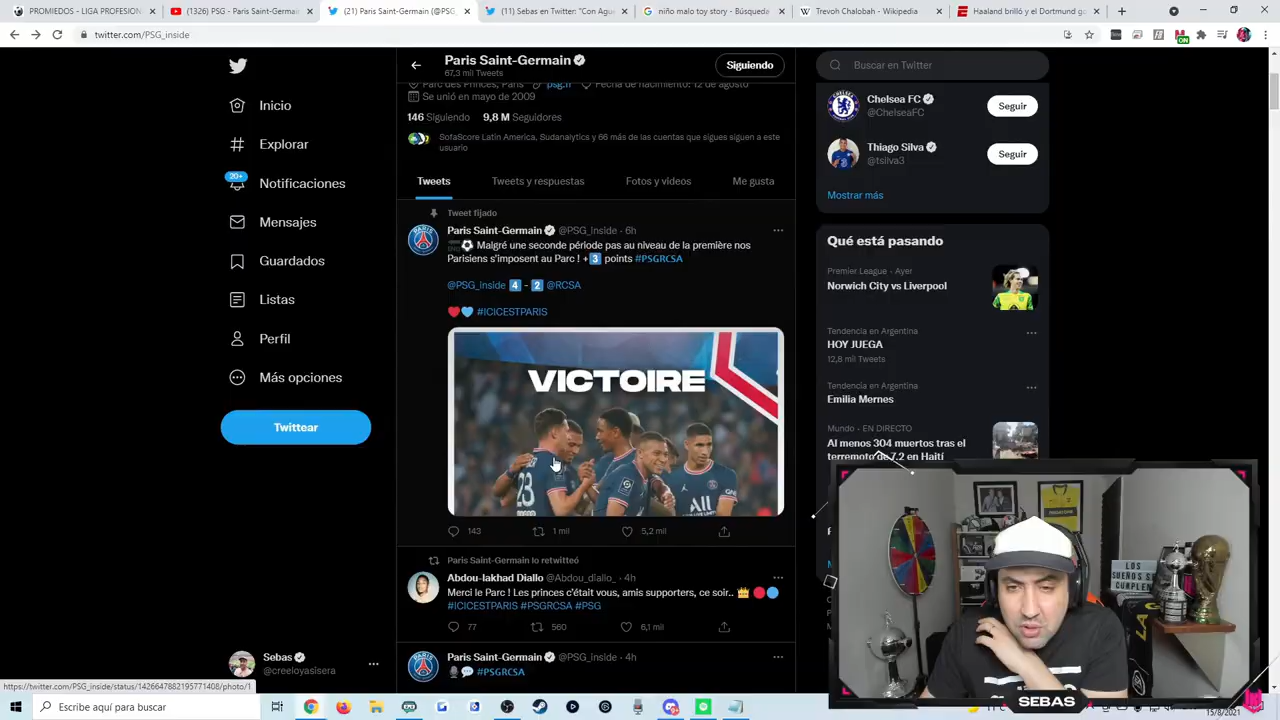 PROMIEDOS - LIGA PROFESION
(1326) PSG - Paris Saint-Germain
(21) Paris Saint-Germain (@PSG_
(11) Sebas en Twitter: "Con Agu
niño malo toy story - Búsqueda
Trevoh Chalobah - Wikipedia
Haaland brilló y el Dortmund go
twitter.com/PSG_inside
Paris Saint-Germain
67,3 mil Tweets
Siguiendo
Buscar en Twitter
Parc des Princes, Paris psg.fr Fecha de nacimiento: 12 de agosto
Se unió en mayo de 2009
146 Siguiendo 9,8 M Seguidores
SofaScore Latin America, Sudanalytics y 66 más de las cuentas que sigues siguen a este
usuario
Tweets
Tweets y respuestas
Fotos y videos
Me gusta
Inicio
Explorar
20+
Notificaciones
Mensajes
Guardados
Listas
Perfil
Más opciones
Twittear
Tweet fijado
Paris Saint-Germain @PSG_inside · 6h
⚽ Malgré une seconde période pas au niveau de la première nos
Parisiens s'imposent au Parc ! +3 points #PSGRCSA
@PSG_inside 4 - 2 @RCSA
❤️💙 #ICICESTPARIS
VICTOIRE
23
ALL
143 1 mil 5,2 mil
Paris Saint-Germain lo retwitteó
Abdou-lakhad Diallo @Abdou_diallo_ · 4h
Merci le Parc ! Les princes c'était vous, amis supporters, ce soir.. 👑 🔴🔵
#ICICESTPARIS #PSGRCSA #PSG
77 560 6,1 mil
Paris Saint-Germain @PSG_inside · 4h
🎙️💬 #PSGRCSA
Chelsea FC
@ChelseaFC
Seguir
Thiago Silva
@tsilva3
Seguir
Mostrar más
Qué está pasando
Premier League · Ayer
Norwich City vs Liverpool
Tendencia en Argentina
HOY JUEGA
12,8 mil Tweets
Tendencia en Argentina
Emilia Mernes
Mundo · EN DIRECTO
Al menos 304 muertos tras el
terremoto de 7.2 en Haití
Sebas
@creeloyasisera
https://twitter.com/PSG_inside/status/1426647882195771408/photo/1
Escribe aquí para buscar
LOS
SUEÑOS SE
CUMPLEN
SEBAS
15/8/2021